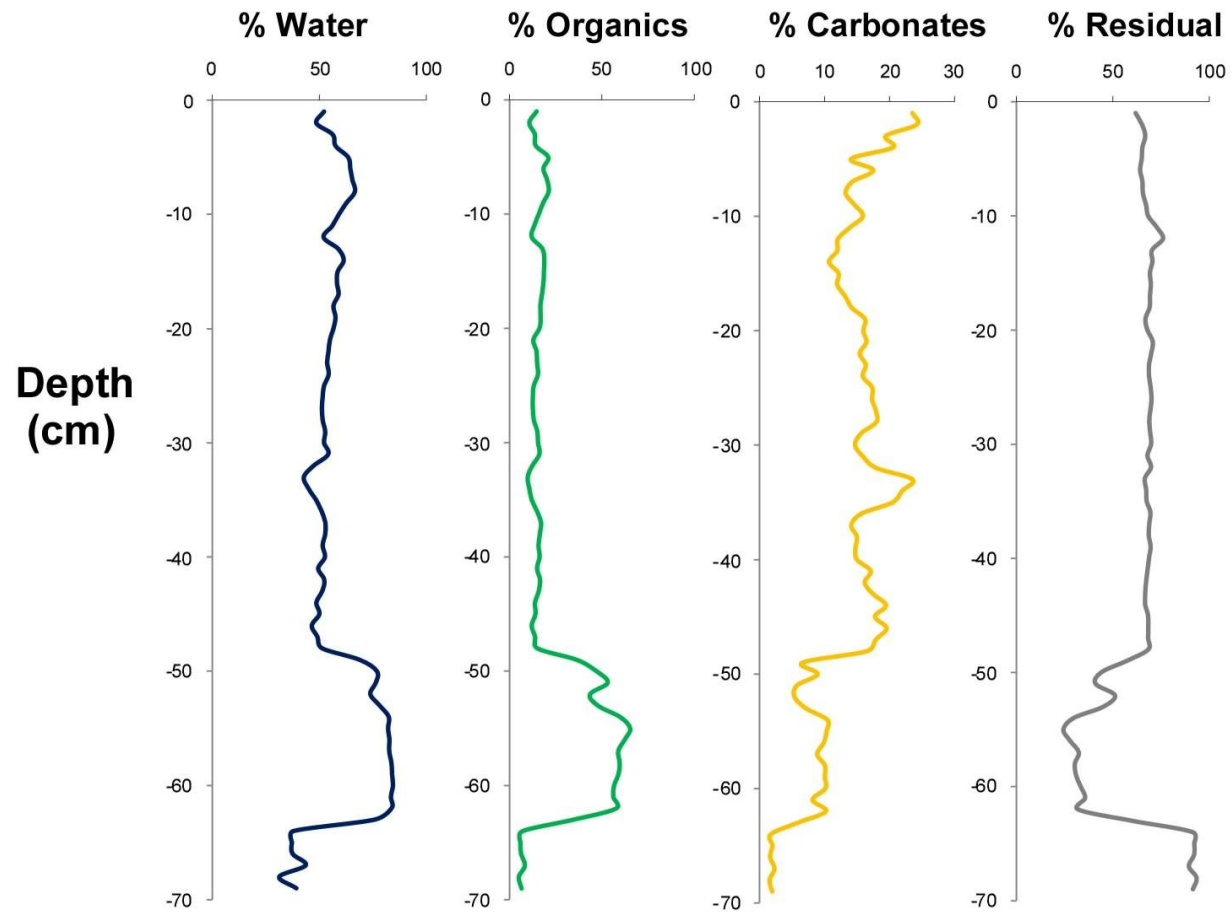 % Water
% Organics
% Carbonates
% Residual
0 50 100
0 50 100
0 10 20 30
0 50 100
0 0 0 0
-10 -10 -10 -10
-20 -20 -20 -20
Depth
(cm)
-30 -30 -30 -30
-40 -40 -40 -40
-50 -50 -50 -50
-60 -60 -60 -60
-70 -70 -70 -70